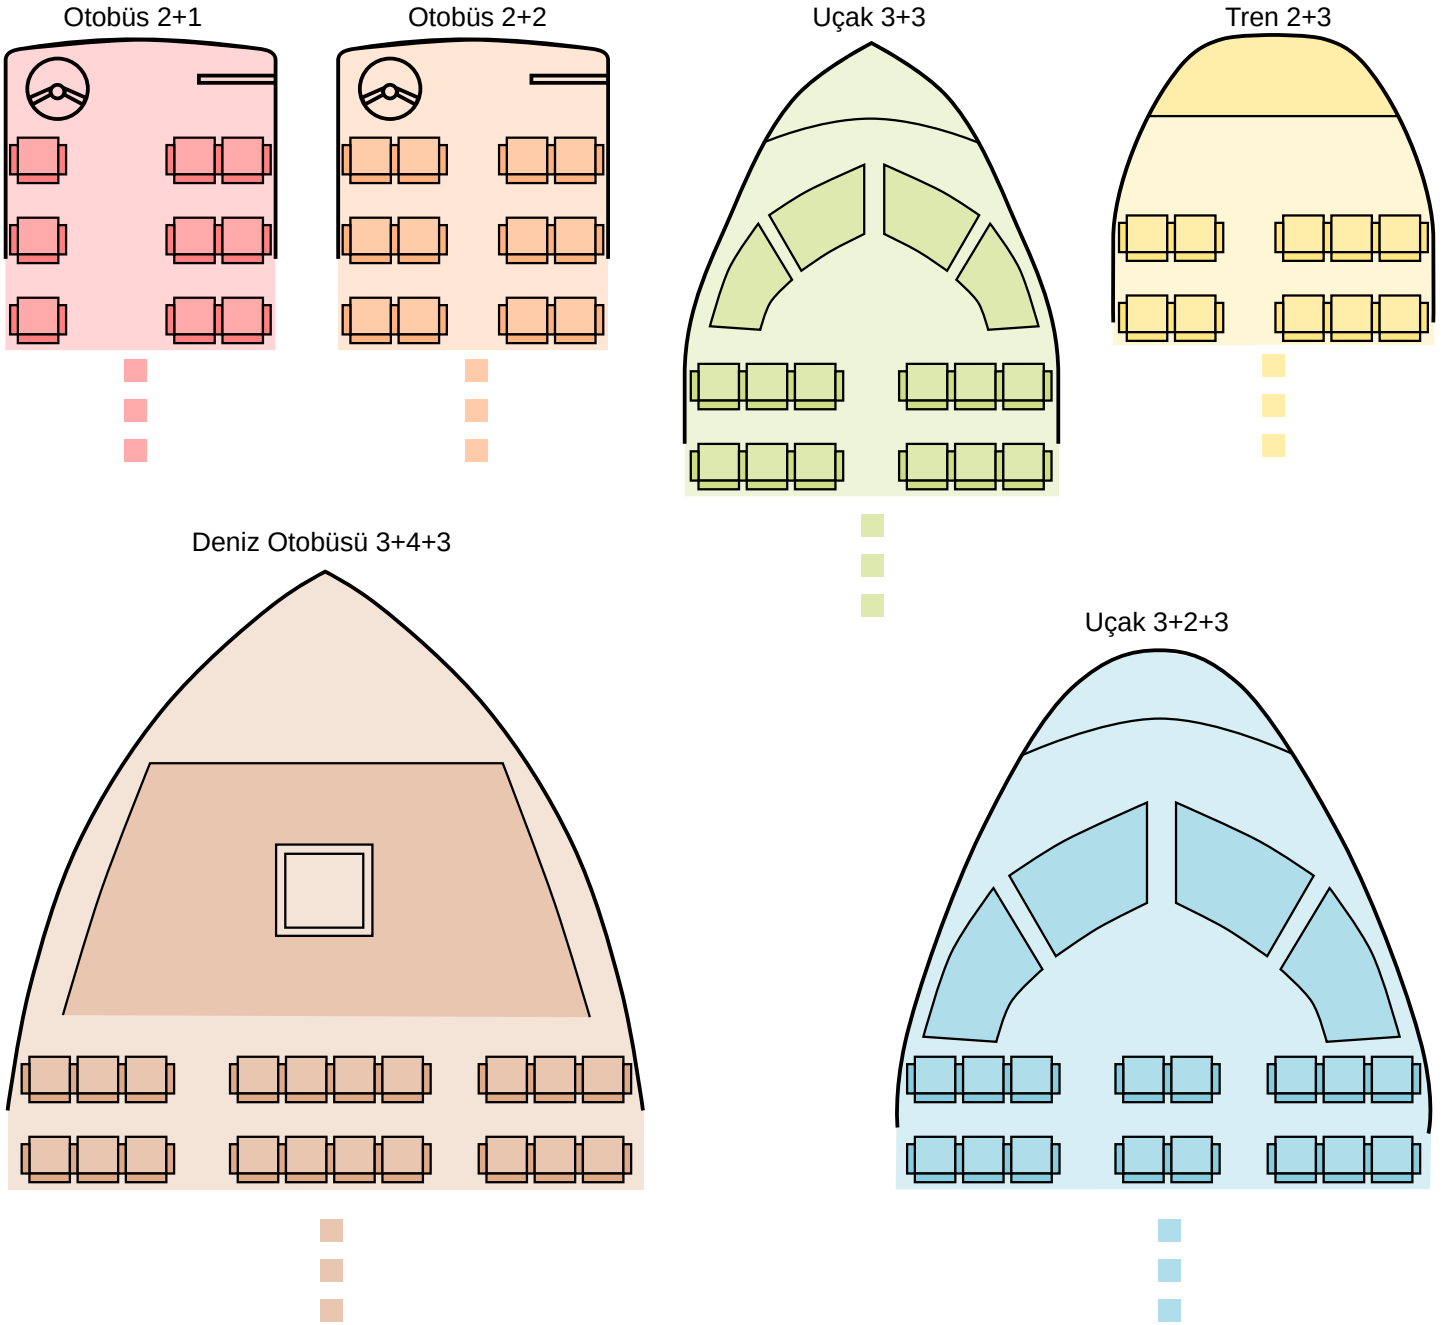 Otobüs 2+1
Otobüs 2+2
Uçak 3+3
Tren 2+3
Deniz Otobüsü 3+4+3
Uçak 3+2+3